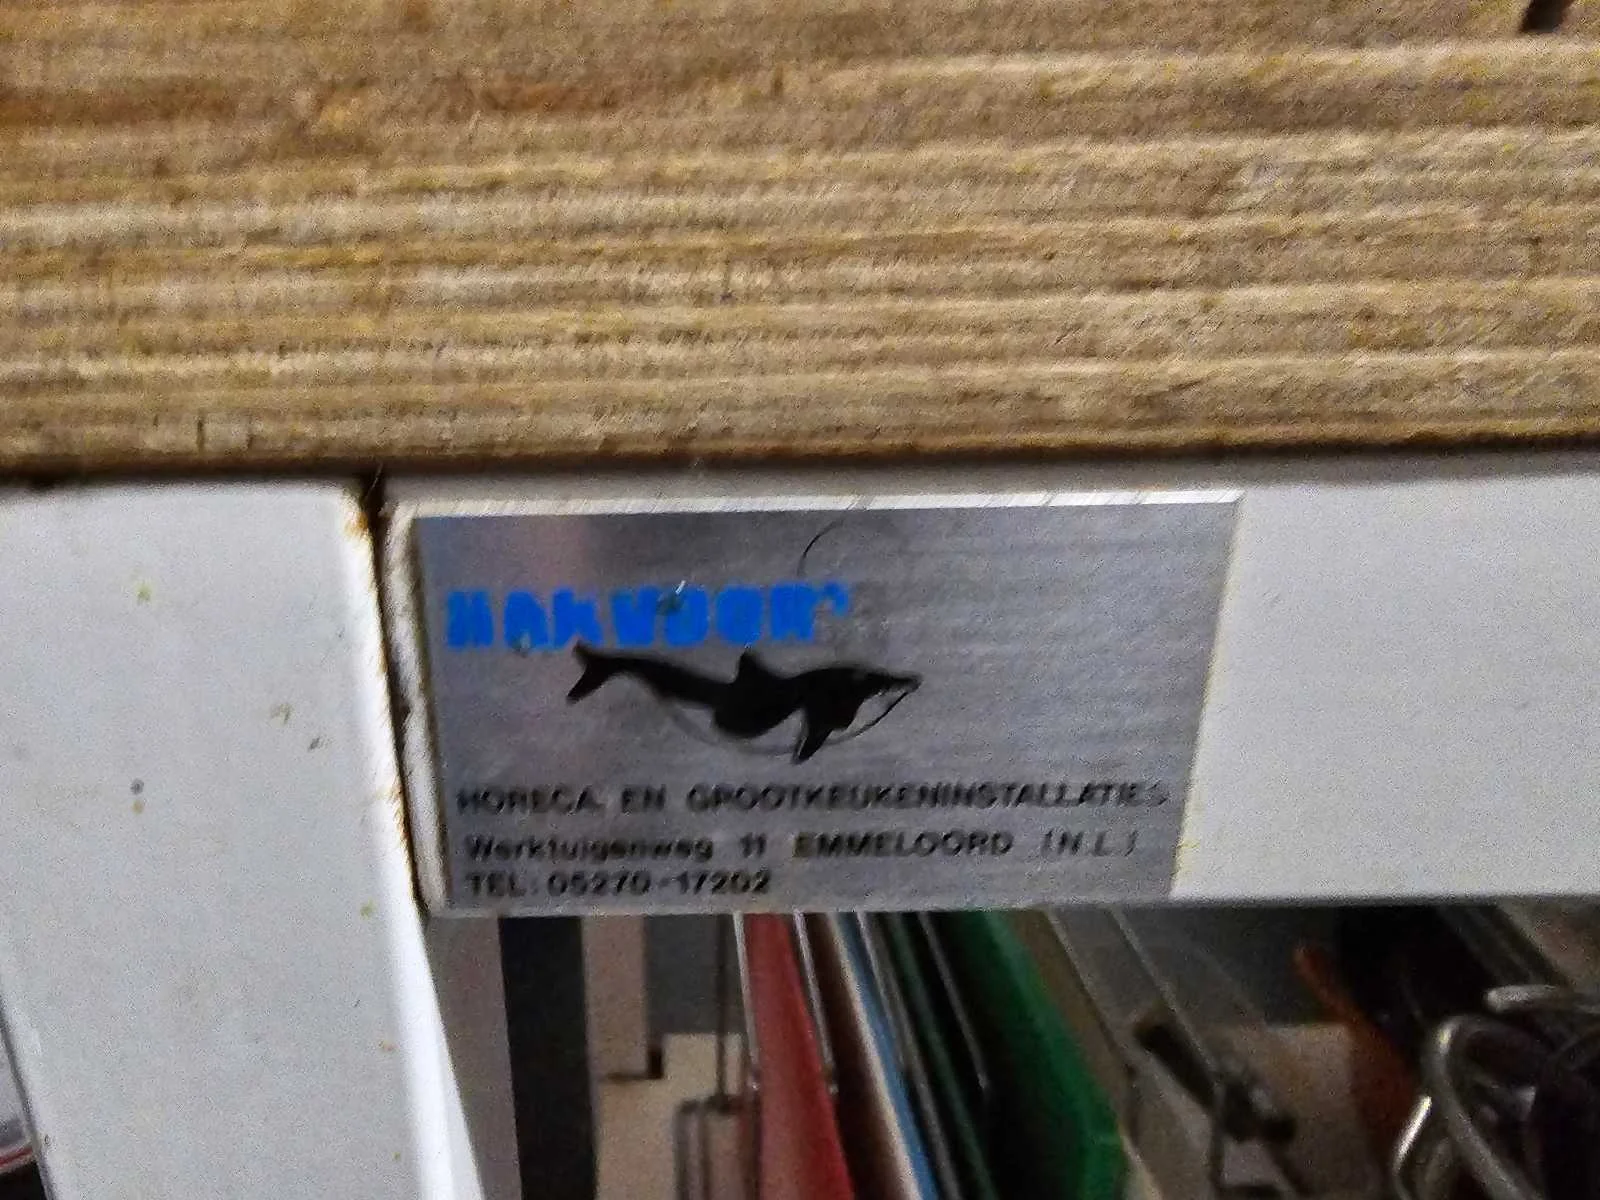 HAKVOORT
HORECA EN GROOTKEUKENINSTALLATIES
Werktuigenweg 11 EMMELOORD (N.L.)
TEL: 05270-17202